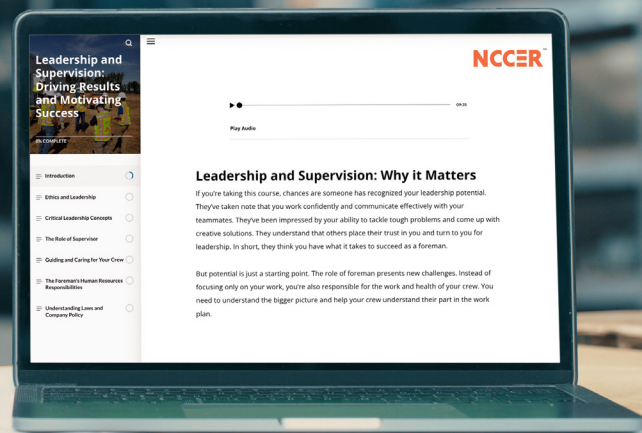 Leadership and
Supervision:
Driving Results
and Motivating
Success
Introduction
Ethics and Leadership
Critical Leadership Concepts
The Role of Supervisor
Guiding and Caring for Your Crew
The Foreman's Human Resources
Responsibilities
Understanding Laws and
Company Policy
NCCER
Play Audio
Leadership and Supervision: Why it Matters
If you're taking this course, chances are someone has recognized your leadership potential.
They've taken note that you work confidently and communicate effectively with your
teammates. They've been impressed by your ability to tackle tough problems and come up with
creative solutions. They understand that others place their trust in you and turn to you for
leadership. In short, they think you have what it takes to succeed as a foreman.
But potential is just a starting point. The role of foreman presents new challenges. Instead of
focusing only on your work, you're also responsible for the work and health of your crew. You
need to understand the bigger picture and help your crew understand their part in the work
plan.